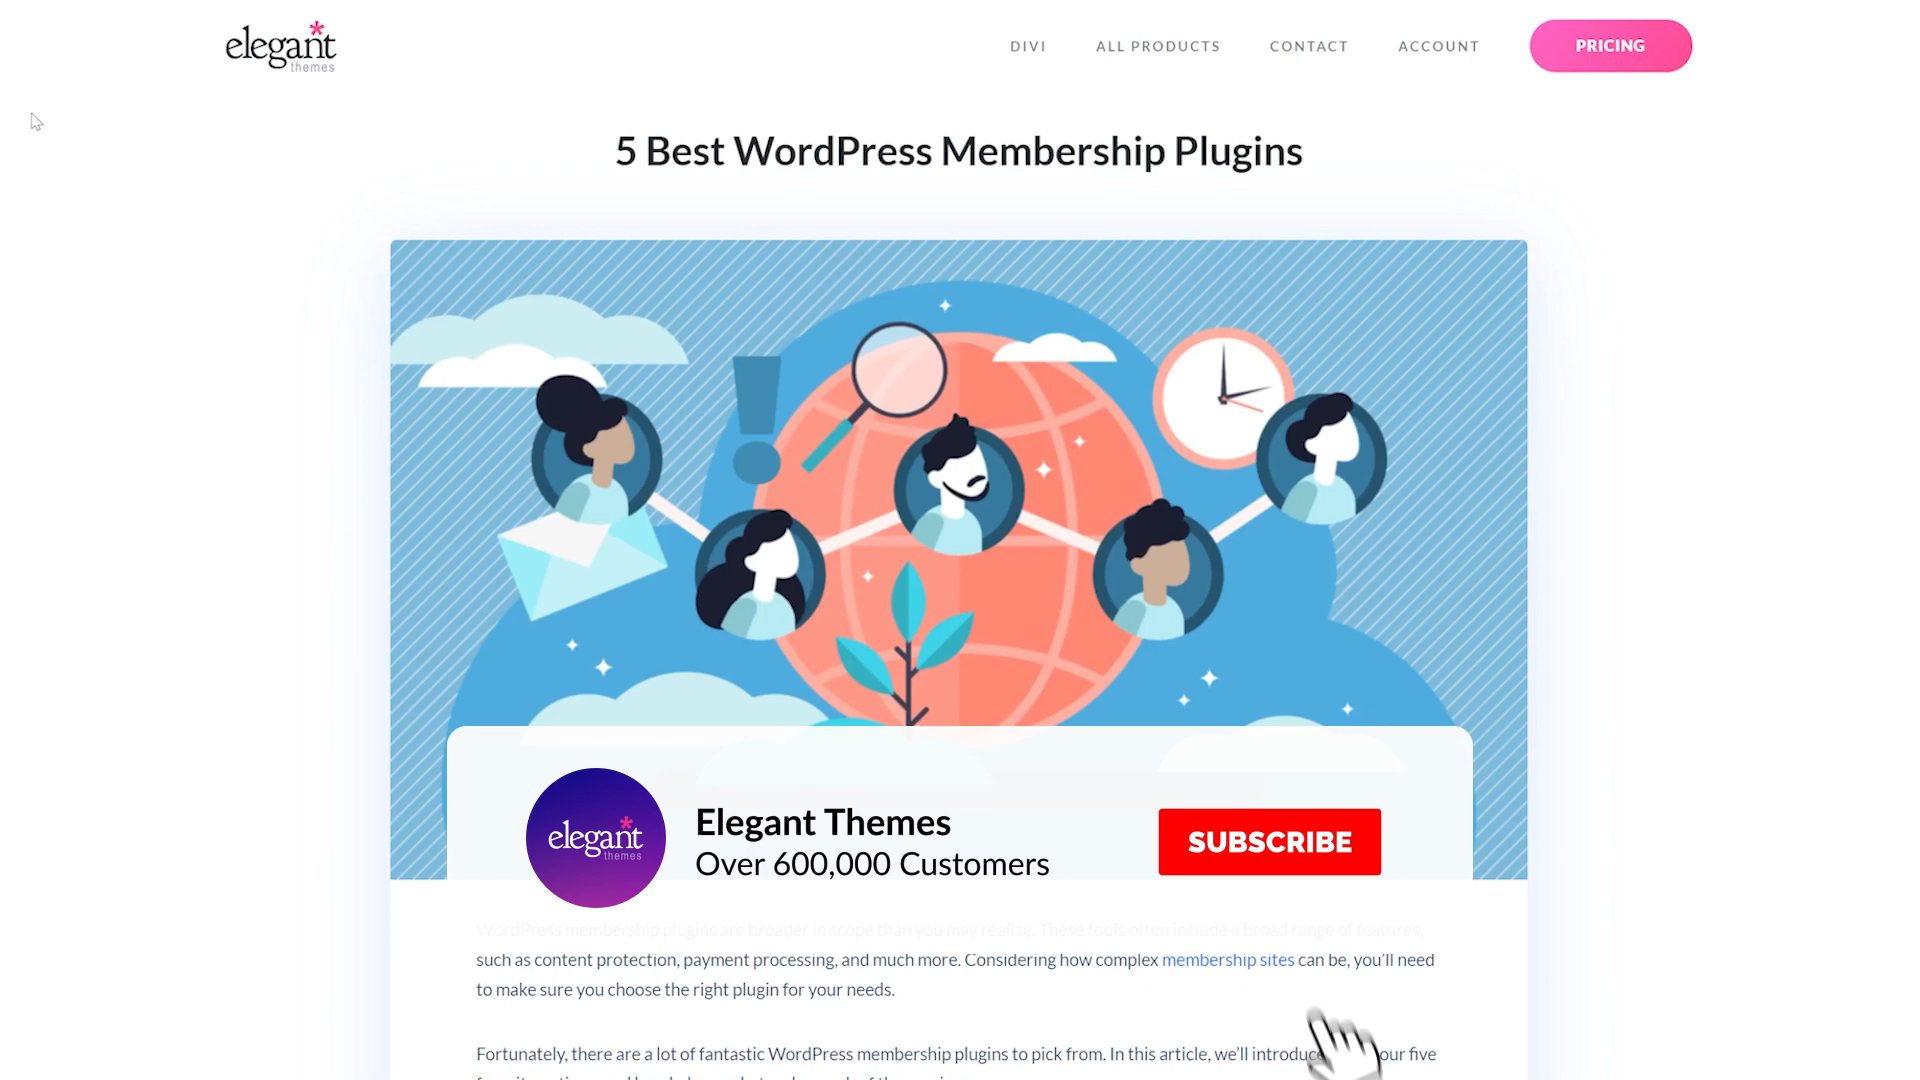 elegant themes
DIVI ALL PRODUCTS CONTACT ACCOUNT PRICING
5 Best WordPress Membership Plugins
elegant themes
Elegant Themes
Over 600,000 Customers
SUBSCRIBE
WordPress membership plugins are broader in scope than you may realize. These tools often include a broad range of features,
such as content protection, payment processing, and much more. Considering how complex membership sites can be, you’ll need
to make sure you choose the right plugin for your needs.
Fortunately, there are a lot of fantastic WordPress membership plugins to pick from. In this article, we’ll introduce our five